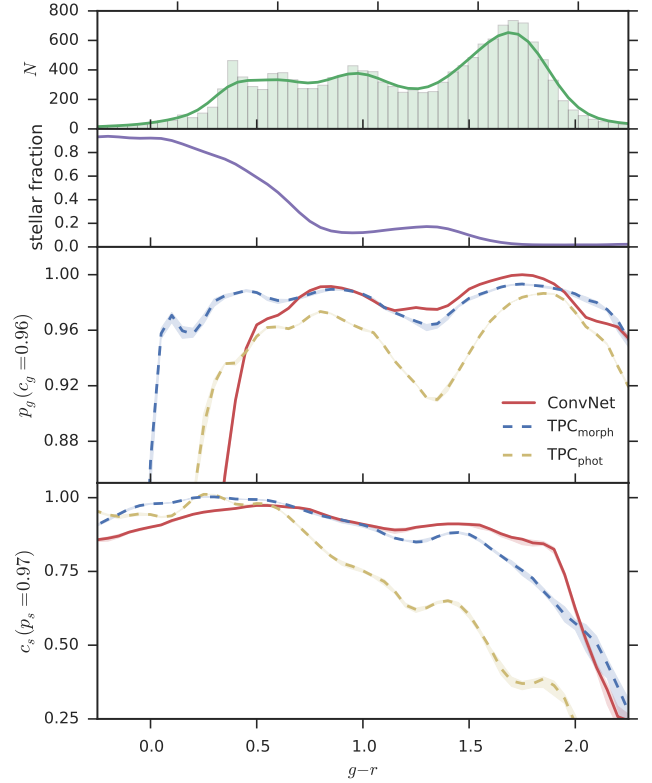 800
600
400
200
0
N
0.8
0.6
0.4
0.2
0.0
stellar fraction
1.00
0.96
0.92
0.88
p_g (c_g = 0.96)
ConvNet
TPC_morph
TPC_phot
1.00
0.75
0.50
0.25
c_s (p_s = 0.97)
0.0 0.5 1.0 1.5 2.0
g−r